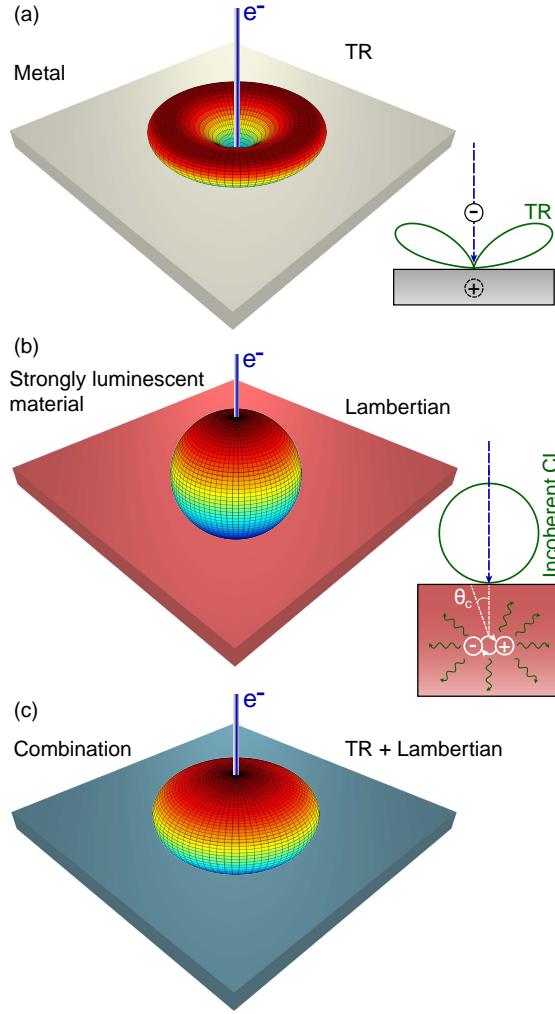 (a)
e-
TR
Metal
TR
−
+
(b)
e-
Strongly luminescent
material
Lambertian
Incoherent CL
θc
- +
(c)
e-
Combination
TR + Lambertian